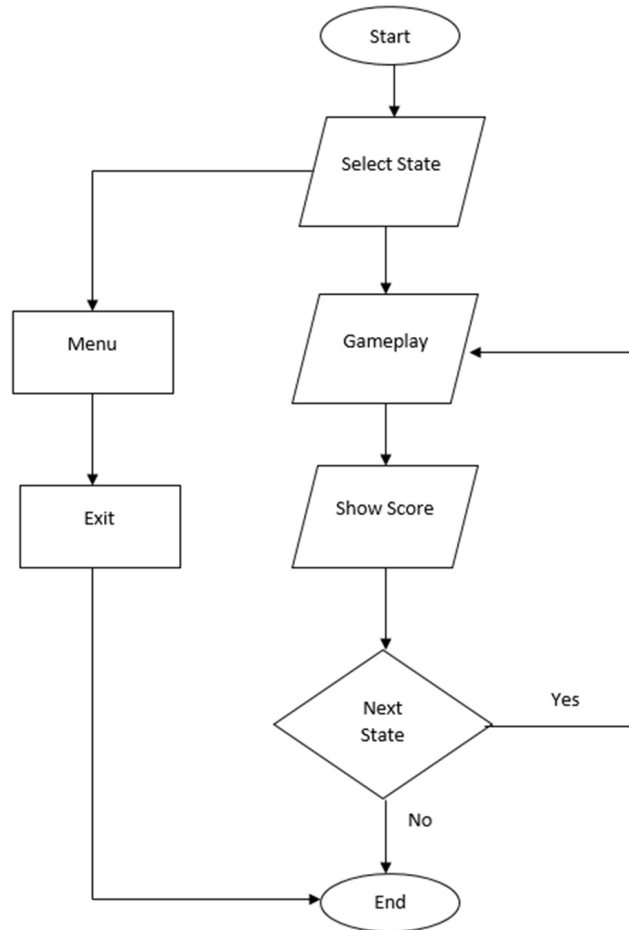 Start
Select State
Menu
Gameplay
Exit
Show Score
Next
State
Yes
No
End